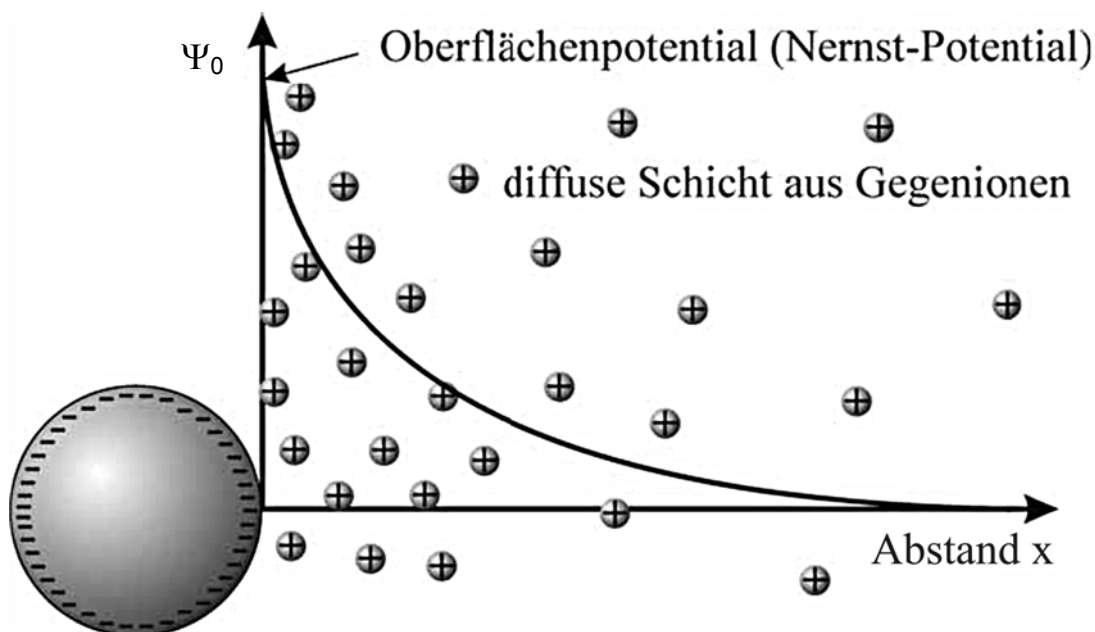 Ψ₀
Oberflächenpotential (Nernst-Potential)
diffuse Schicht aus Gegenionen
Abstand x